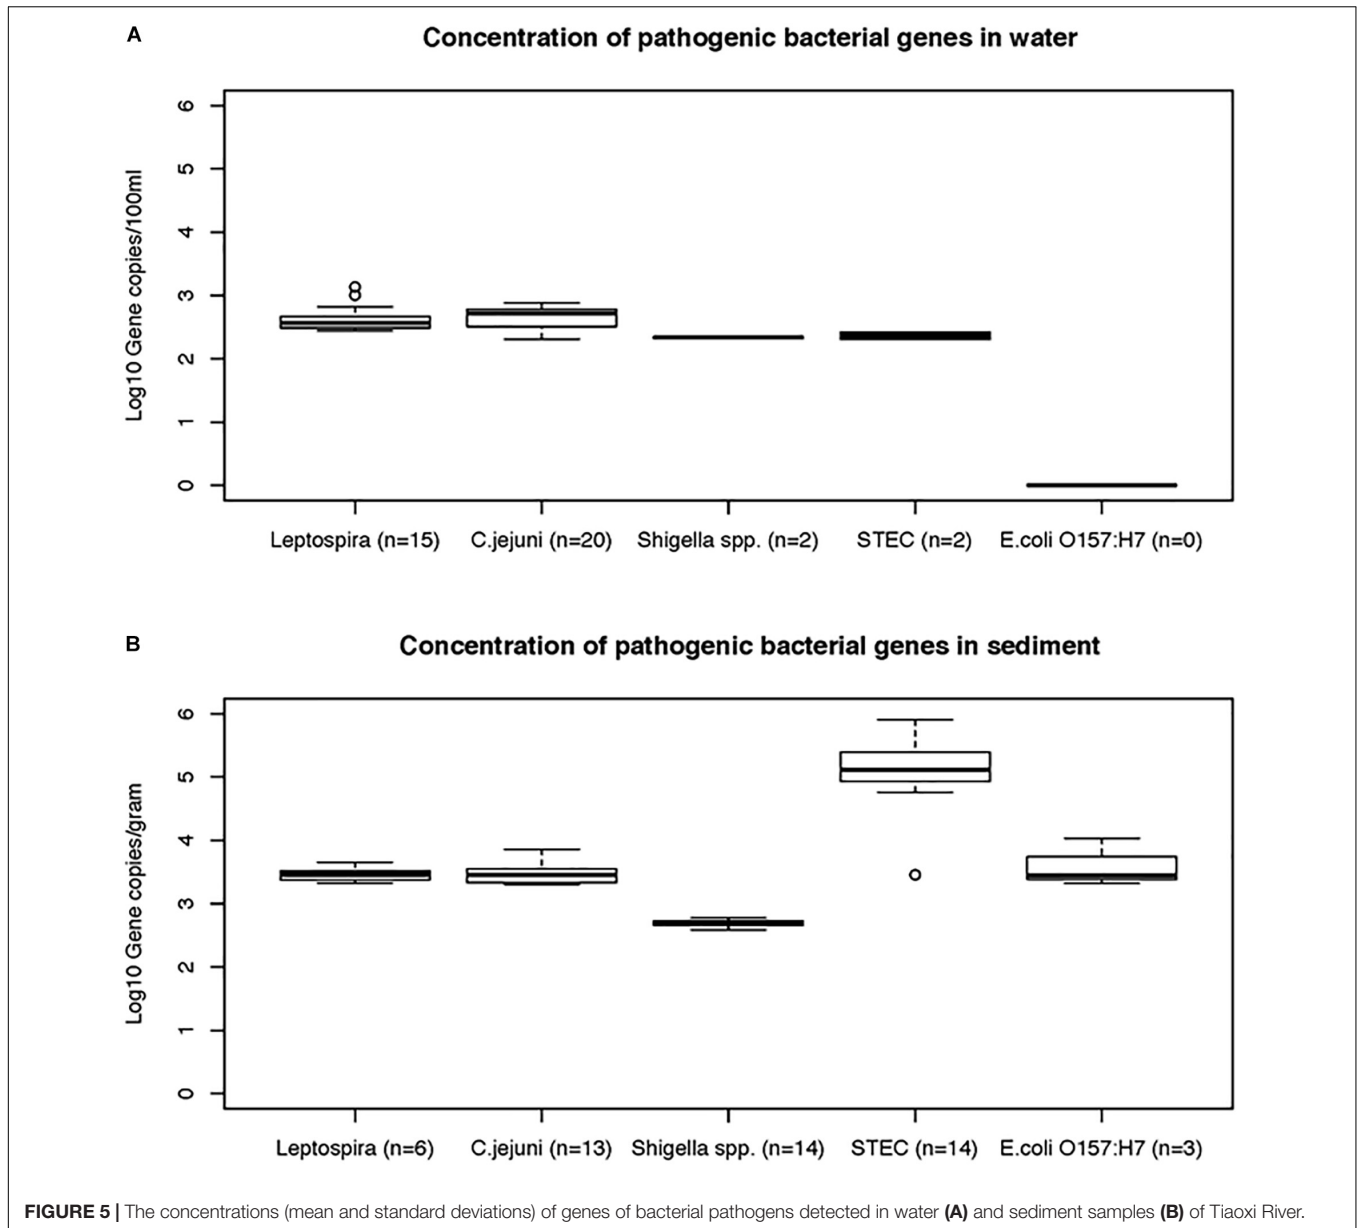 A
Concentration of pathogenic bacterial genes in water
Log10 Gene copies/100ml
6
5
4
3
2
1
0
Leptospira (n=15) C.jejuni (n=20) Shigella spp. (n=2) STEC (n=2) E.coli O157:H7 (n=0)
B
Concentration of pathogenic bacterial genes in sediment
Log10 Gene copies/gram
6
5
4
3
2
1
0
Leptospira (n=6) C.jejuni (n=13) Shigella spp. (n=14) STEC (n=14) E.coli O157:H7 (n=3)
FIGURE 5 | The concentrations (mean and standard deviations) of genes of bacterial pathogens detected in water (A) and sediment samples (B) of Tiaoxi River.